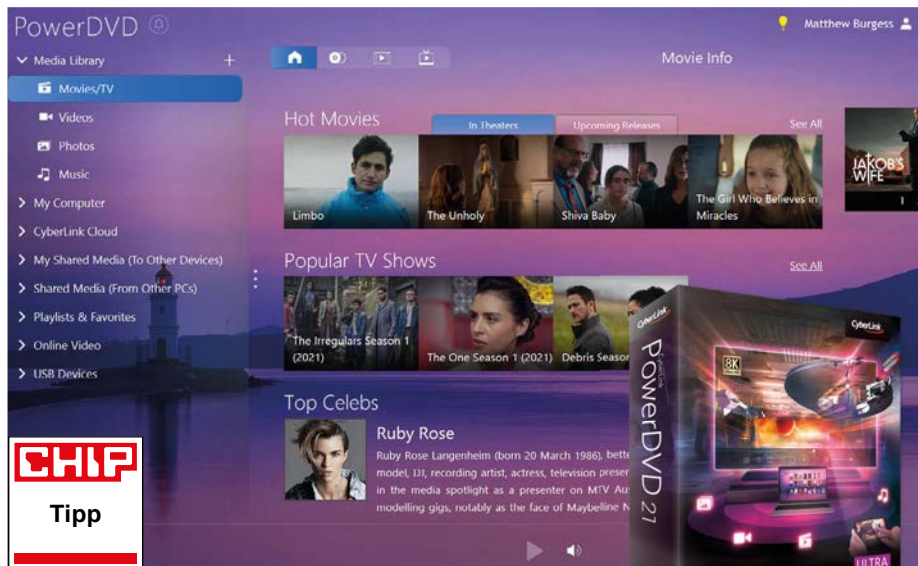 PowerDVD
Matthew Burgess
Media Library
Movies/TV
Videos
Photos
Music
My Computer
CyberLink Cloud
My Shared Media (To Other Devices)
Shared Media (From Other PCs)
Playlists & Favorites
Online Video
USB Devices
Movie Info
Hot Movies
In Theaters
Upcoming Releases
See All
Limbo
The Unholy
Shiva Baby
The Girl Who Believes in
Miracles
JAKOB'S
WIFE
1
Popular TV Shows
See All
The Irregulars Season 1
(2021)
The One Season 1 (2021)
Debris Season
Top Celebs
Ruby Rose
Ruby Rose Langenheim (born 20 March 1986), bette
model, DJ, recording artist, actress, television preser
in the media spotlight as a presenter on MTV Au
modelling gigs, notably as the face of Maybelline N
CyberLink
CyberLink
CyberLink
PowerDVD 21
8K
ULTRA
CHIP
Tipp